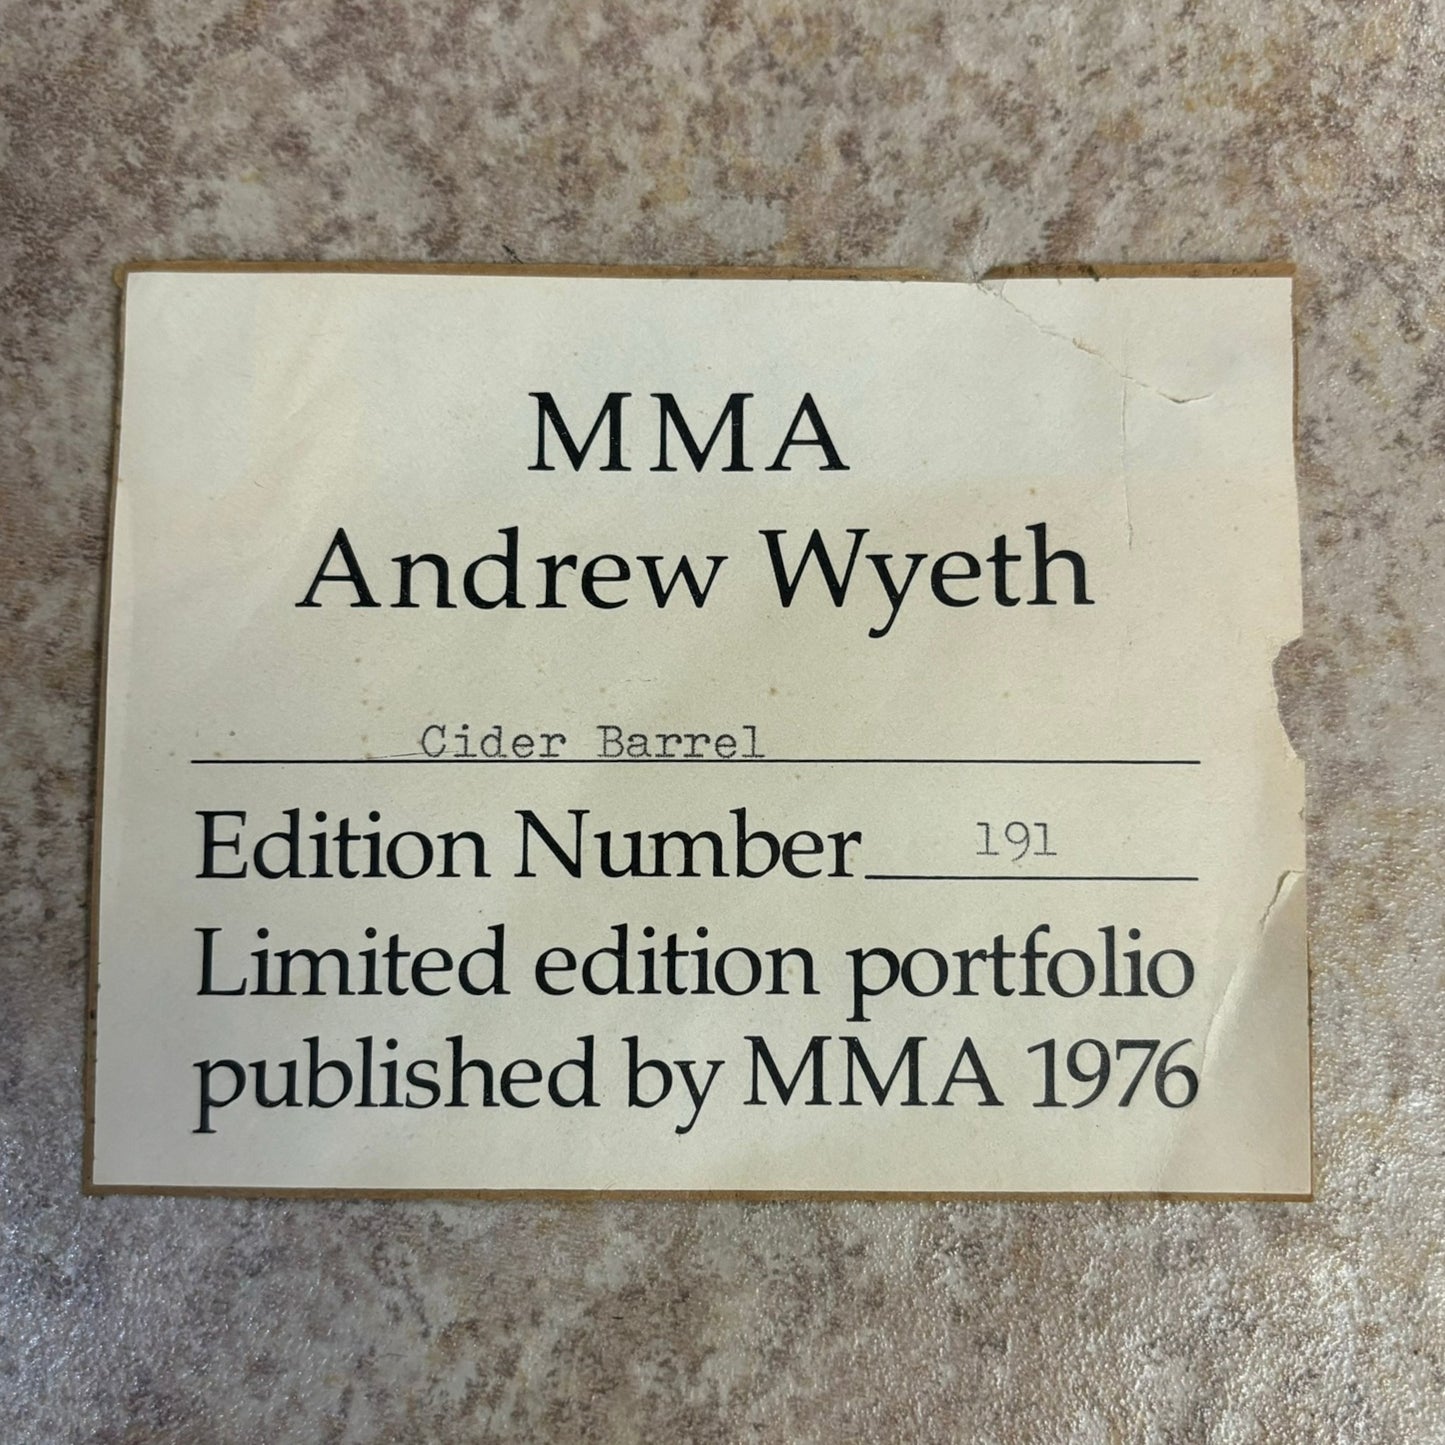 MMA
Andrew Wyeth
Cider Barrel
Edition Number 191
Limited edition portfolio
published by MMA 1976